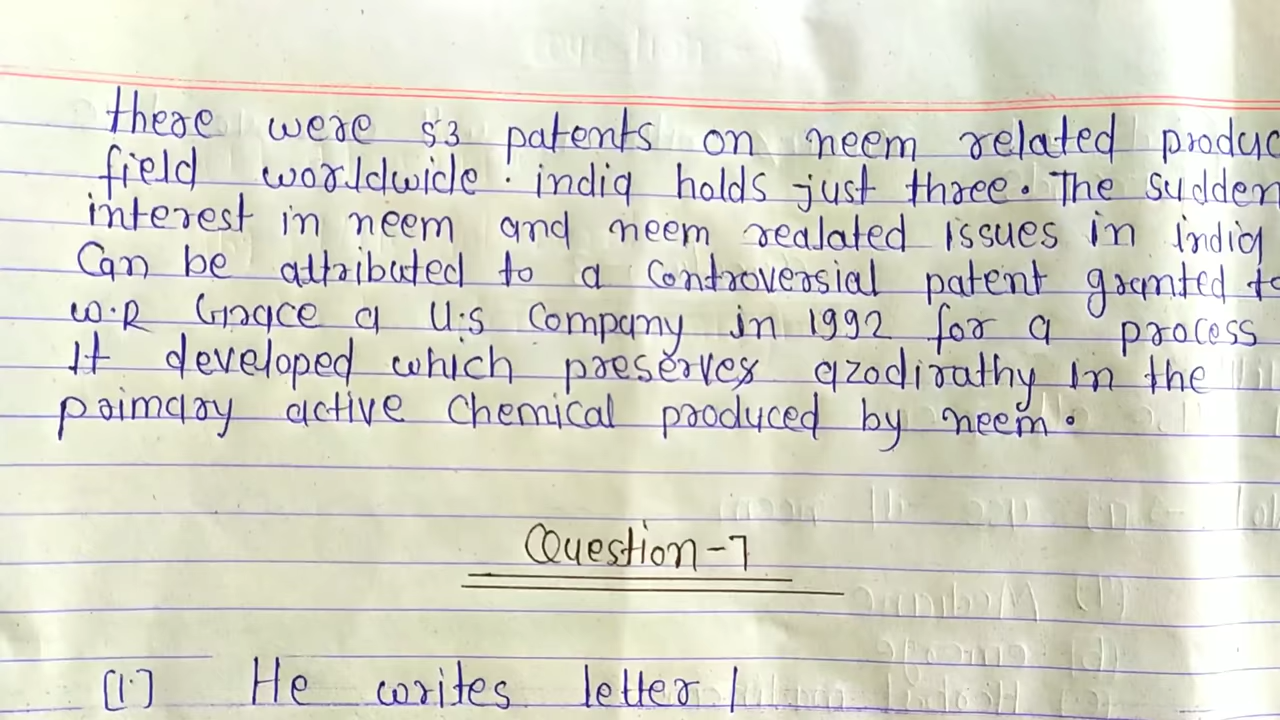 there were 53 patents on neem related produc
field worldwide. india holds just three. The sudden
interest in neem and neem realated issues in india
Can be attributed to a controversial patent granted to
W.R Grace a U.S Company in 1992 for a process
It developed which preserves azodirathy in the
primary active chemical produced by neem.
Question-7
(1) He writes letter |